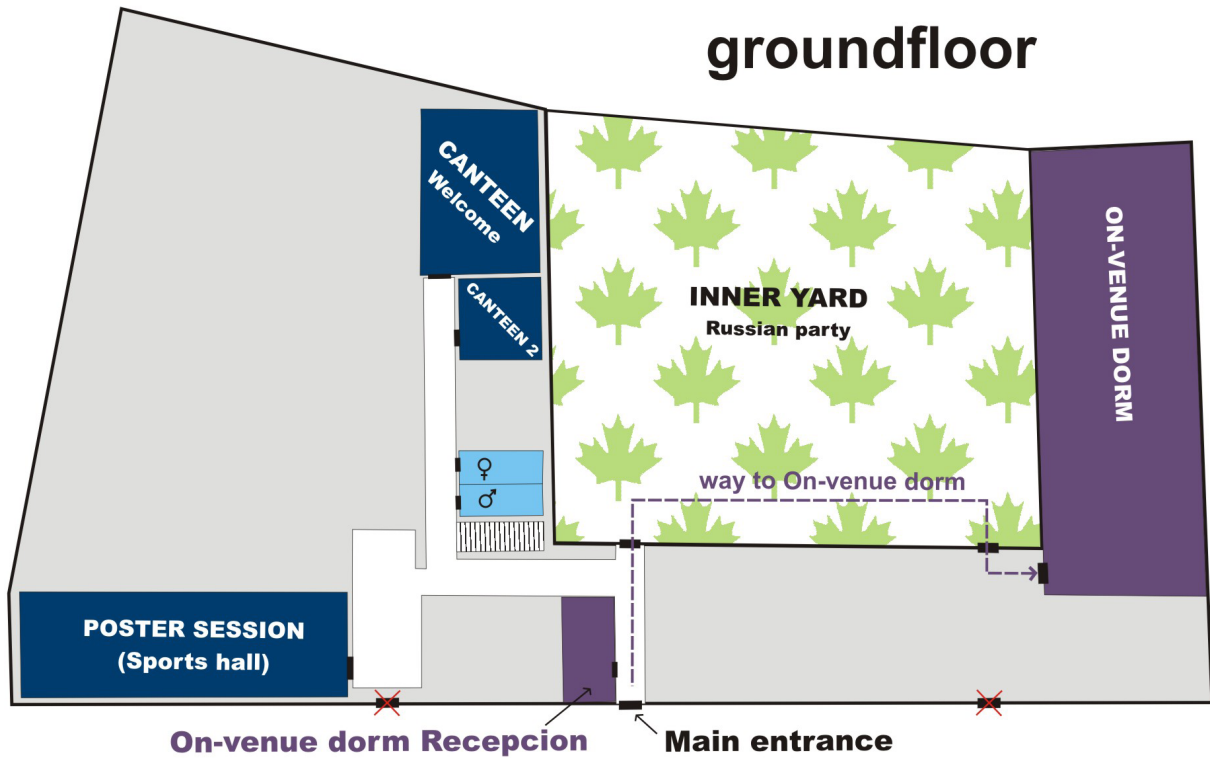 groundfloor
CANTEEN
Welcome
CANTEEN 2
INNER YARD
Russian party
ON-VENUE DORM
way to On-venue dorm
♀
♂
POSTER SESSION
(Sports hall)
On-venue dorm Recepcion
Main entrance